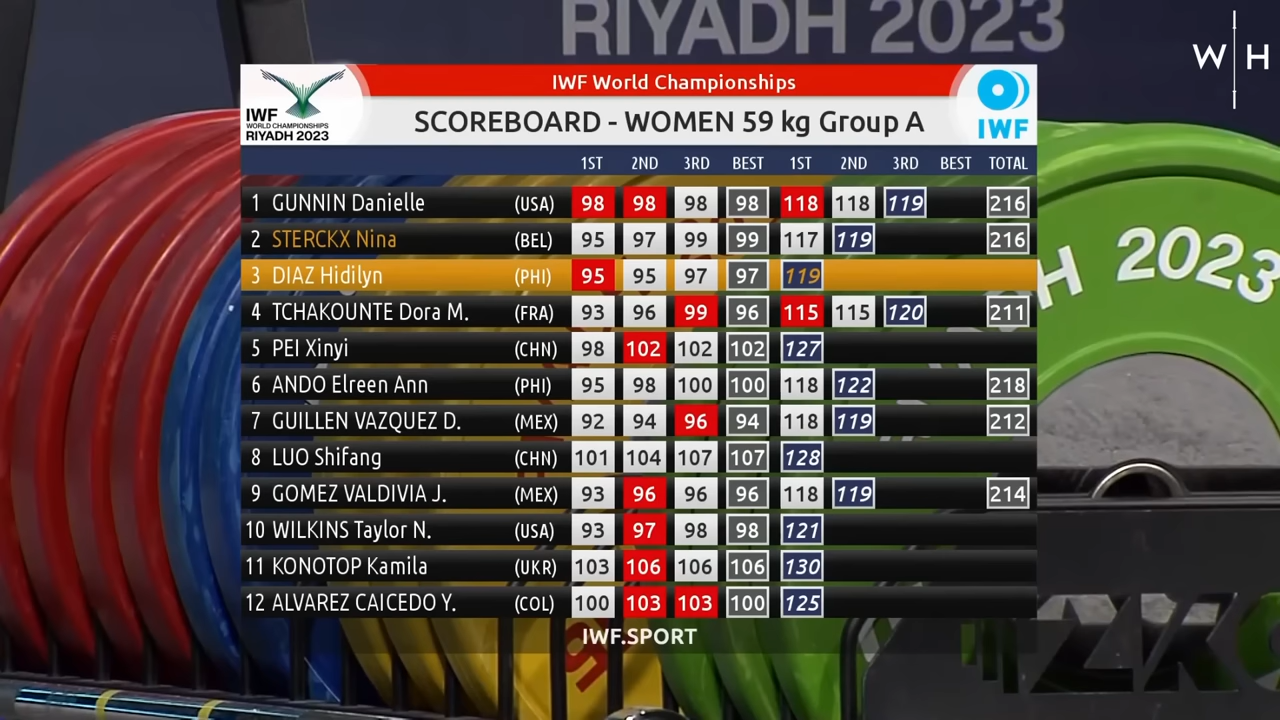 RIYADH 2023
W H
IWF World Championships
IWF
WORLD CHAMPIONSHIPS
RIYADH 2023
SCOREBOARD - WOMEN 59 kg Group A
IWF
1ST 2ND 3RD BEST 1ST 2ND 3RD BEST TOTAL
1 GUNNIN Danielle (USA) 98 98 98 98 118 118 119 216
2 STERCKX Nina (BEL) 95 97 99 99 117 119 216
3 DIAZ Hidilyn (PHI) 95 95 97 97 119
4 TCHAKOUNTE Dora M. (FRA) 93 96 99 96 115 115 120 211
5 PEI Xinyi (CHN) 98 102 102 102 127
6 ANDO Elreen Ann (PHI) 95 98 100 100 118 122 218
7 GUILLEN VAZQUEZ D. (MEX) 92 94 96 94 118 119 212
8 LUO Shifang (CHN) 101 104 107 107 128
9 GOMEZ VALDIVIA J. (MEX) 93 96 96 96 118 119 214
10 WILKINS Taylor N. (USA) 93 97 98 98 121
11 KONOTOP Kamila (UKR) 103 106 106 106 130
12 ALVAREZ CAICEDO Y. (COL) 100 103 103 100 125
IWF.SPORT
H 2023
ZK